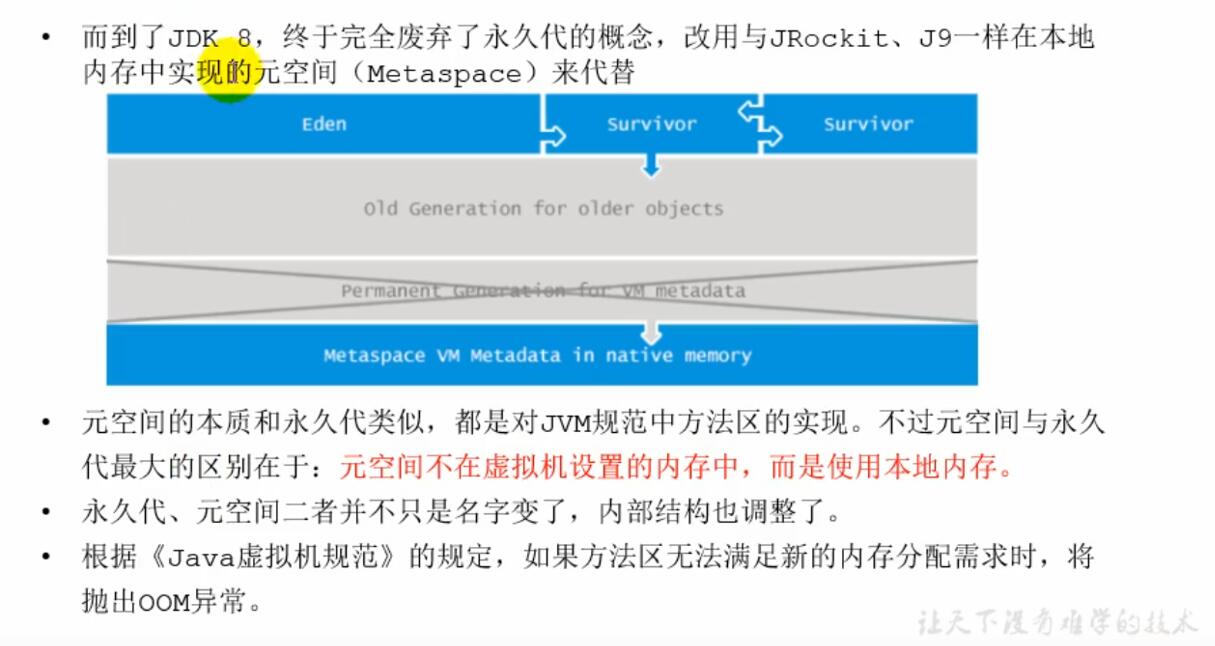 • 而到了JDK 8，终于完全废弃了永久代的概念，改用与JRockit、J9一样在本地
内存中实现的元空间（Metaspace）来代替
Eden
Survivor
Survivor
Old Generation for older objects
Permanent Generation for VM metadata
Metaspace VM Metadata in native memory
• 元空间的本质和永久代类似，都是对JVM规范中方法区的实现。不过元空间与永久
代最大的区别在于：元空间不在虚拟机设置的内存中，而是使用本地内存。
• 永久代、元空间二者并不只是名字变了，内部结构也调整了。
• 根据《Java虚拟机规范》的规定，如果方法区无法满足新的内存分配需求时，将
抛出OOM异常。
让天下没有难学的技术